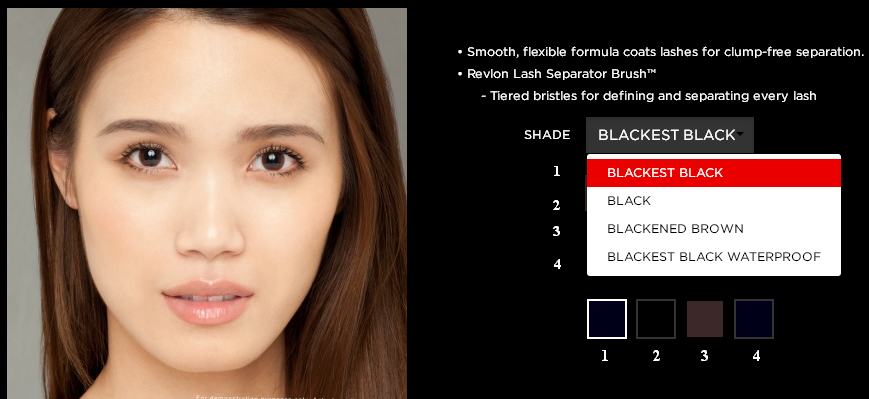 • Smooth, flexible formula coats lashes for clump-free separation.
• Revlon Lash Separator Brush™
- Tiered bristles for defining and separating every lash
SHADE BLACKEST BLACK
1 BLACKEST BLACK
2 BLACK
3 BLACKENED BROWN
4 BLACKEST BLACK WATERPROOF
1 2 3 4
For demonstration purposes only